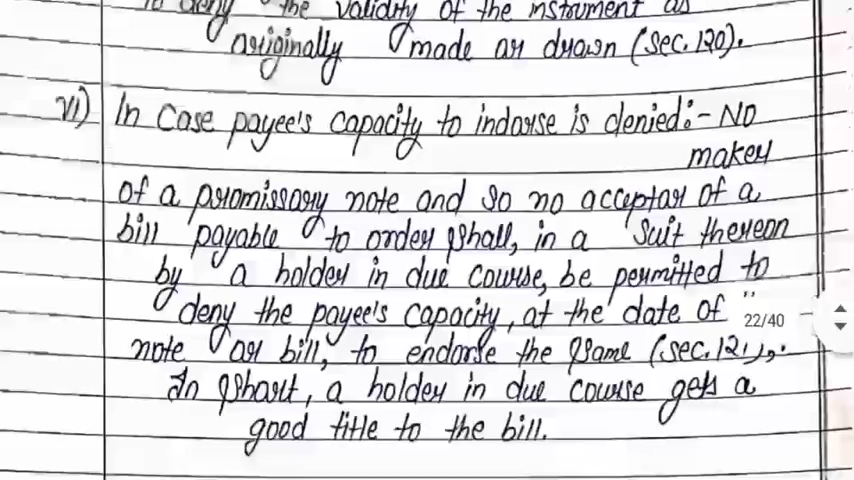 to deny the validity of the instrument as
originally made or drawn (sec. 120).
vi) In Case payee's capacity to indorse is denied:- NO
maker
of a promissory note and so no acceptor of a
bill payable to order shall, in a suit thereon
by a holder in due course, be permitted to
deny the payee's capacity, at the date of
22/40
note or bill, to endorse the same (sec. 121).
In short, a holder in due course gets a
good title to the bill.